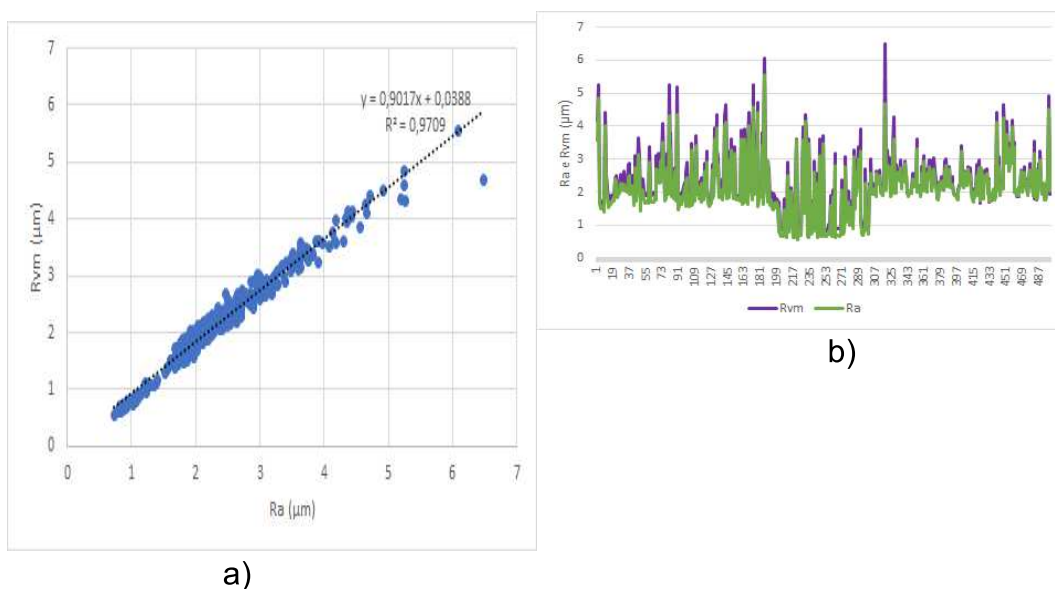 7
6
5
4
3
2
1
0
Rvm (µm)
y = 0,9017x + 0,0388
R² = 0,9709
0 1 2 3 4 5 6 7
Ra (µm)
a)
7
6
5
4
3
2
1
0
Ra e Rvm (µm)
1 19 37 55 73 91 109 127 145 163 181 199 217 235 253 271 289 307 325 343 361 379 397 415 433 451 469 487
Rvm Ra
b)